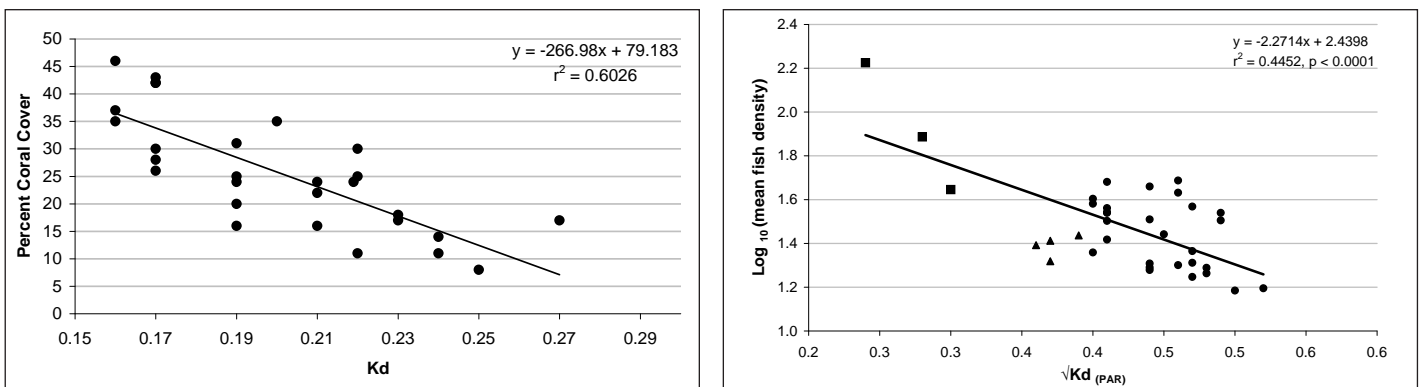 50
45
40
35
30
25
20
15
10
5
0
Percent Coral Cover
y = -266.98x + 79.183
r² = 0.6026
0.15 0.17 0.19 0.21 0.23 0.25 0.27 0.29
Kd
2.4
2.2
2.0
1.8
1.6
1.4
1.2
1.0
Log 10 (mean fish density)
y = -2.2714x + 2.4398
r² = 0.4452, p < 0.0001
0.2 0.3 0.3 0.4 0.4 0.5 0.5 0.6 0.6
√Kd (PAR)